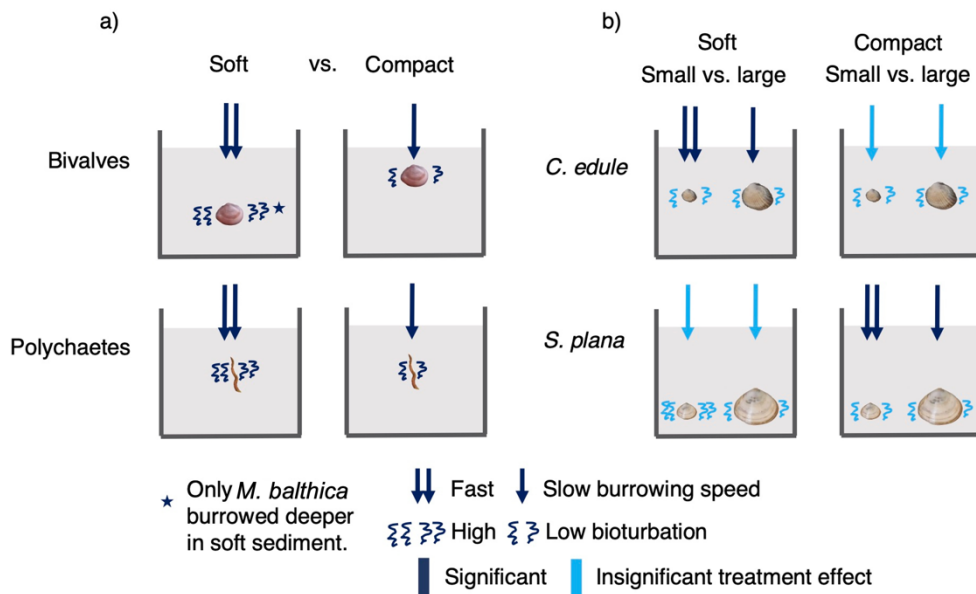 a)
Soft vs. Compact
Bivalves
Polychaetes
b)
Soft
Small vs. large
Compact
Small vs. large
C. edule
S. plana
Only M. balthica
burrowed deeper
in soft sediment.
Fast
Slow burrowing speed
High
Low bioturbation
Significant
Insignificant treatment effect